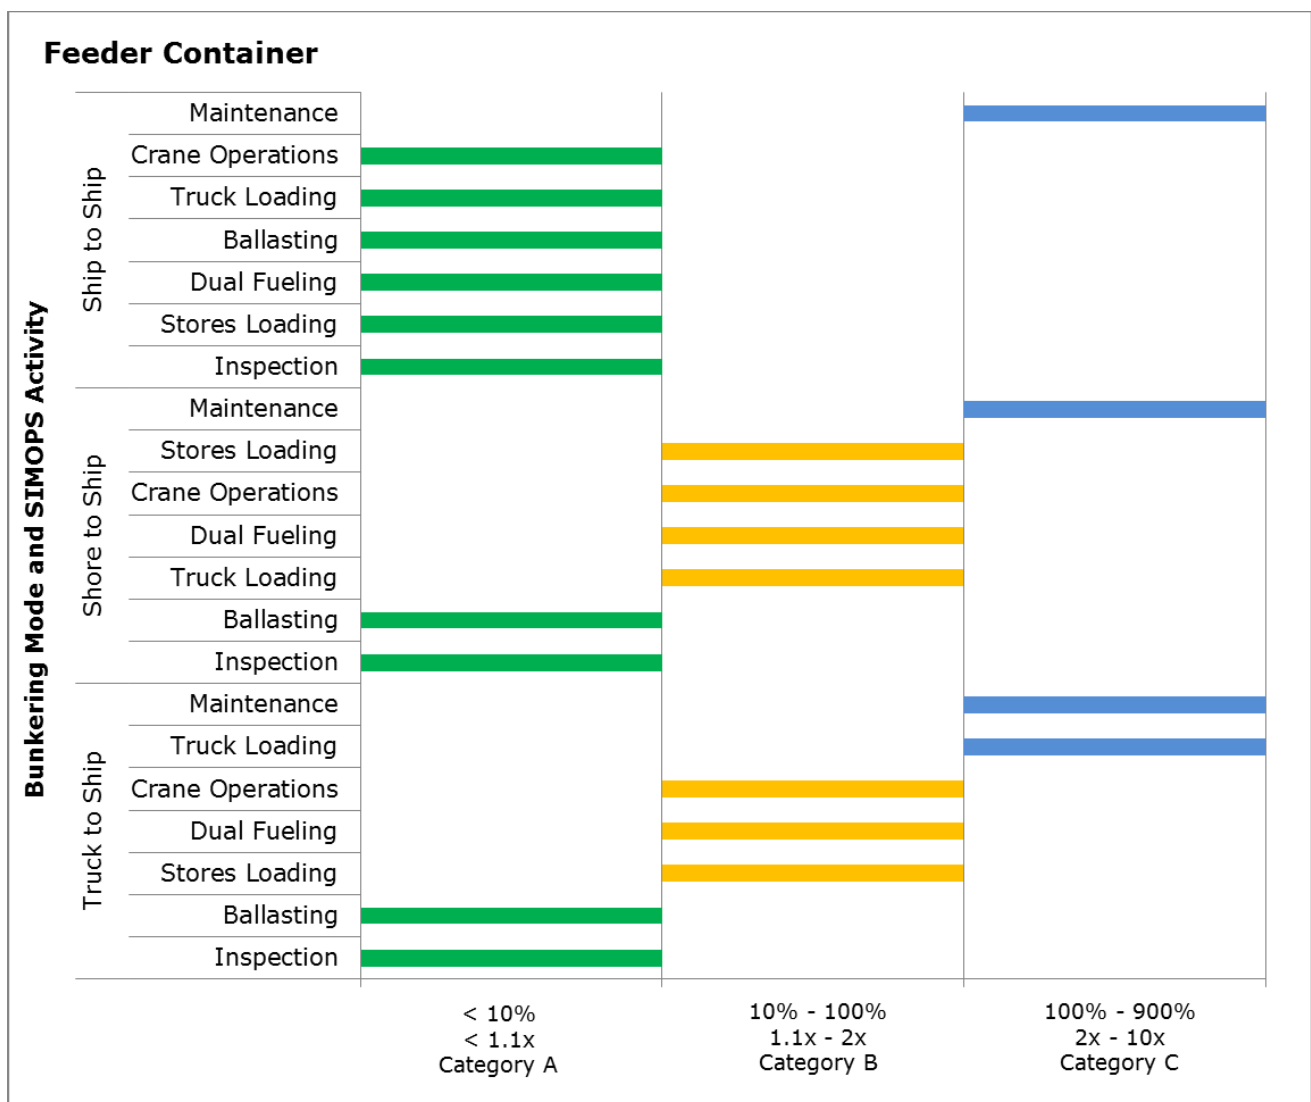 Feeder Container
Bunkering Mode and SIMOPS Activity
Ship to Ship
Maintenance
Crane Operations
Truck Loading
Ballasting
Dual Fueling
Stores Loading
Inspection
Shore to Ship
Maintenance
Stores Loading
Crane Operations
Dual Fueling
Truck Loading
Ballasting
Inspection
Truck to Ship
Maintenance
Truck Loading
Crane Operations
Dual Fueling
Stores Loading
Ballasting
Inspection
< 10%
< 1.1x
Category A
10% - 100%
1.1x - 2x
Category B
100% - 900%
2x - 10x
Category C